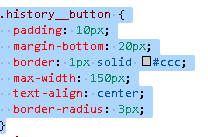 .history__button {
padding: 10px;
margin-bottom: 20px;
border: 1px solid #ccc;
max-width: 150px;
text-align: center;
border-radius: 3px;
}